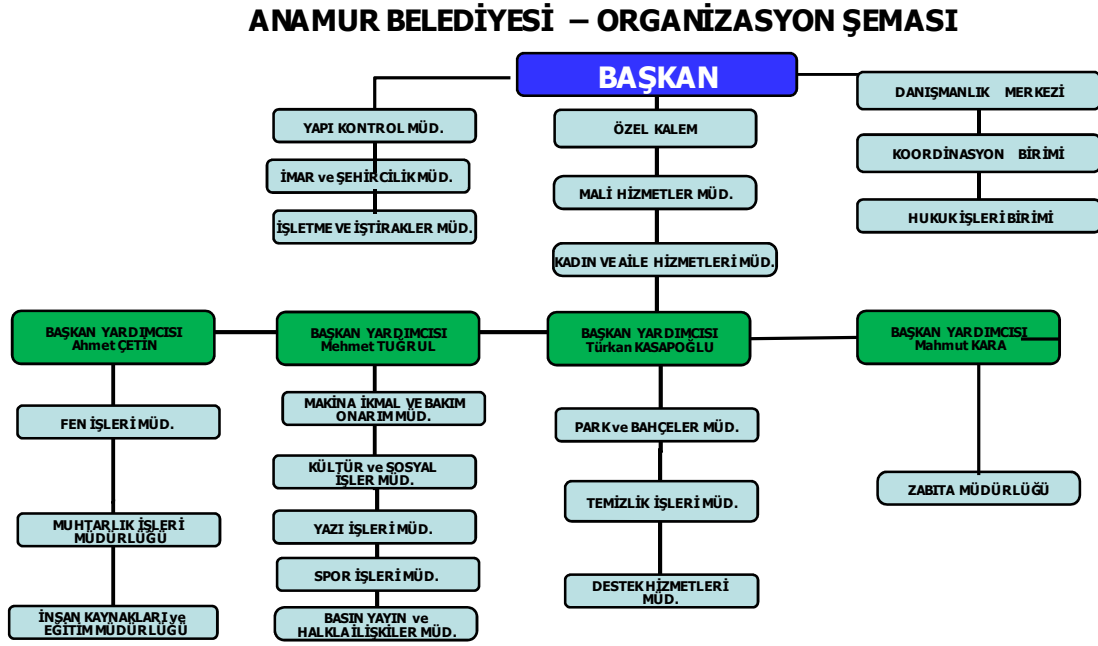 ANAMUR BELEDİYESİ – ORGANİZASYON ŞEMASI
BAŞKAN
YAPI KONTROL MÜD.
İMAR ve ŞEHİRCİLİK MÜD.
İŞLETME VE İŞTİRAKLER MÜD.
ÖZEL KALEM
MALİ HİZMETLER MÜD.
KADIN VE AİLE HİZMETLERİ MÜD.
DANIŞMANLIK MERKEZİ
KOORDİNASYON BİRİMİ
HUKUK İŞLERİ BİRİMİ
BAŞKAN YARDIMCISI
Ahmet ÇETİN
FEN İŞLERİ MÜD.
MUHTARLIK İŞLERİ
MÜDÜRLÜĞÜ
İNSAN KAYNAKLARI ve
EĞİTİM MÜDÜRLÜĞÜ
BAŞKAN YARDIMCISI
Mehmet TUĞRUL
MAKİNA İKMAL VE BAKIM
ONARIM MÜD.
KÜLTÜR ve SOSYAL
İŞLER MÜD.
YAZI İŞLERİ MÜD.
SPOR İŞLERİ MÜD.
BASIN YAYIN ve
HALKLA İLİŞKİLER MÜD.
BAŞKAN YARDIMCISI
Türkan KASAPOĞLU
PARK ve BAHÇELER MÜD.
TEMİZLİK İŞLERİ MÜD.
DESTEK HİZMETLERİ
MÜD.
BAŞKAN YARDIMCISI
Mahmut KARA
ZABITA MÜDÜRLÜĞÜ